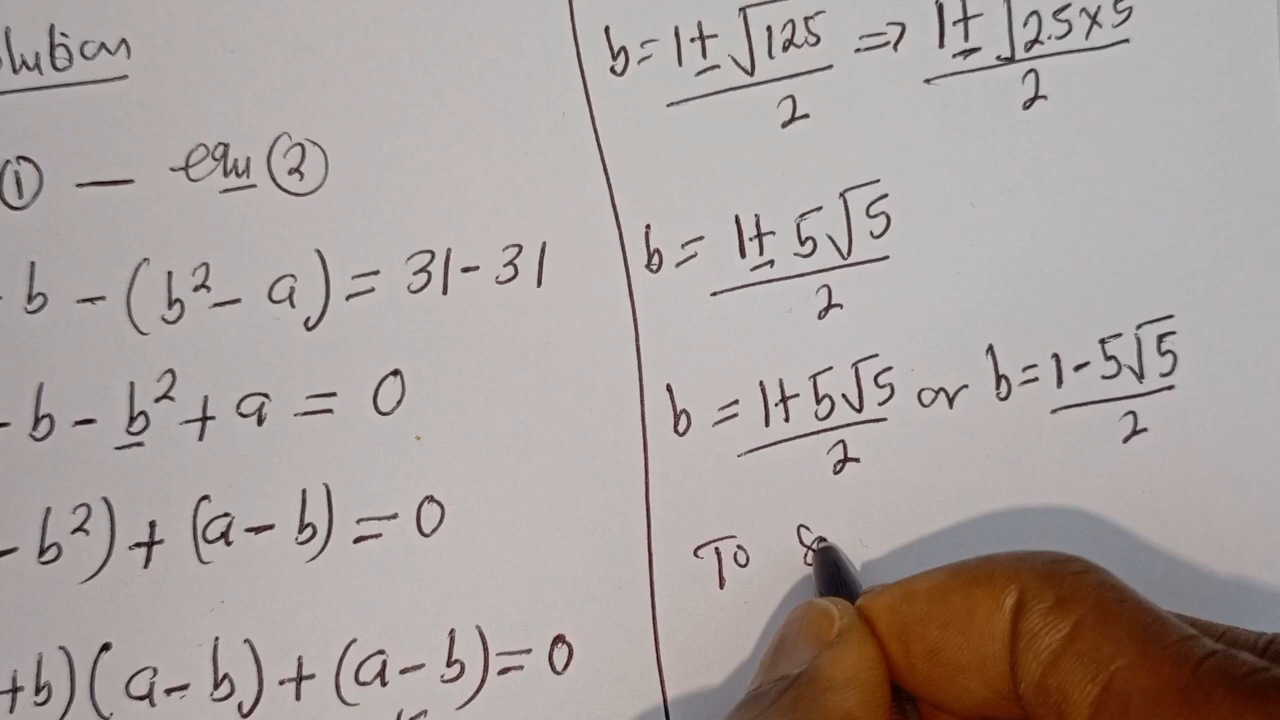 lution
① — equ ②
- b - (b² - a) = 31 - 31
- b - b² + a = 0
- b²) + (a - b) = 0
+b)(a - b) + (a - b) = 0
b = 1 ± √125 / 2 => 1 ± √25×5 / 2
b = 1 ± 5√5 / 2
b = 1 + 5√5 / 2 or b = 1 - 5√5 / 2
To